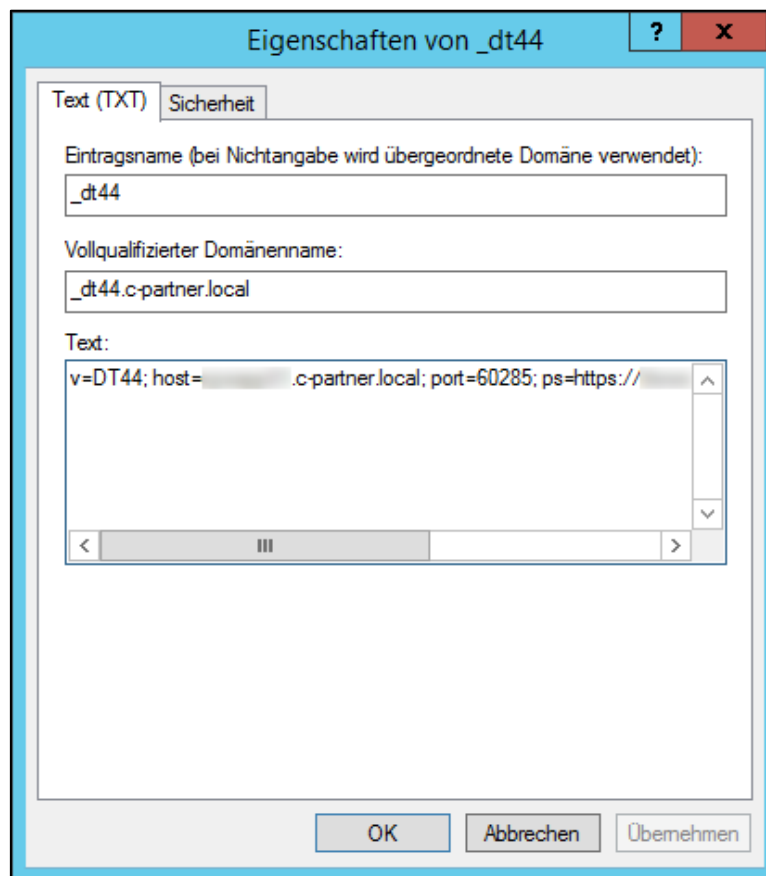 Eigenschaften von _dt44
? x
Text (TXT) Sicherheit
Eintragsname (bei Nichtangabe wird übergeordnete Domäne verwendet):
_dt44
Vollqualifizierter Domänenname:
_dt44.c-partner.local
Text:
v=DT44; host= .c-partner.local; port=60285; ps=https://
OK Abbrechen Übernehmen